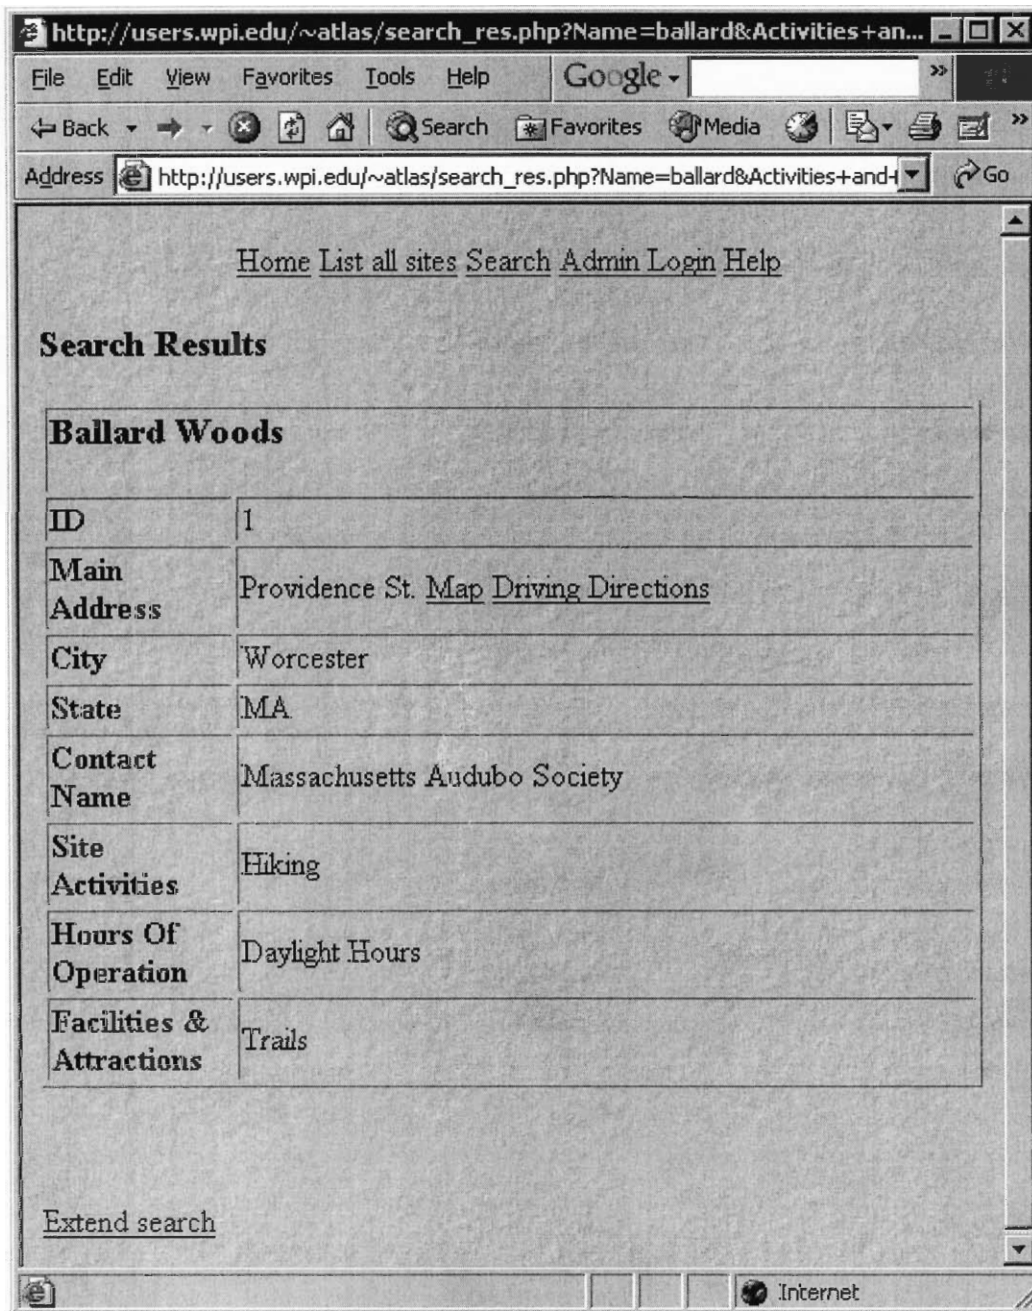 http://users.wpi.edu/~atlas/search_res.php?Name=ballard&Activities+an...
File Edit View Favorites Tools Help Google
Back Search Favorites Media
Address http://users.wpi.edu/~atlas/search_res.php?Name=ballard&Activities+and+ Go
Home List all sites Search Admin Login Help
Search Results
Ballard Woods
ID 1
Main
Address
Providence St. Map Driving Directions
City Worcester
State MA
Contact
Name
Massachusetts Audubo Society
Site
Activities
Hiking
Hours Of
Operation
Daylight Hours
Facilities &
Attractions
Trails
Extend search
Internet